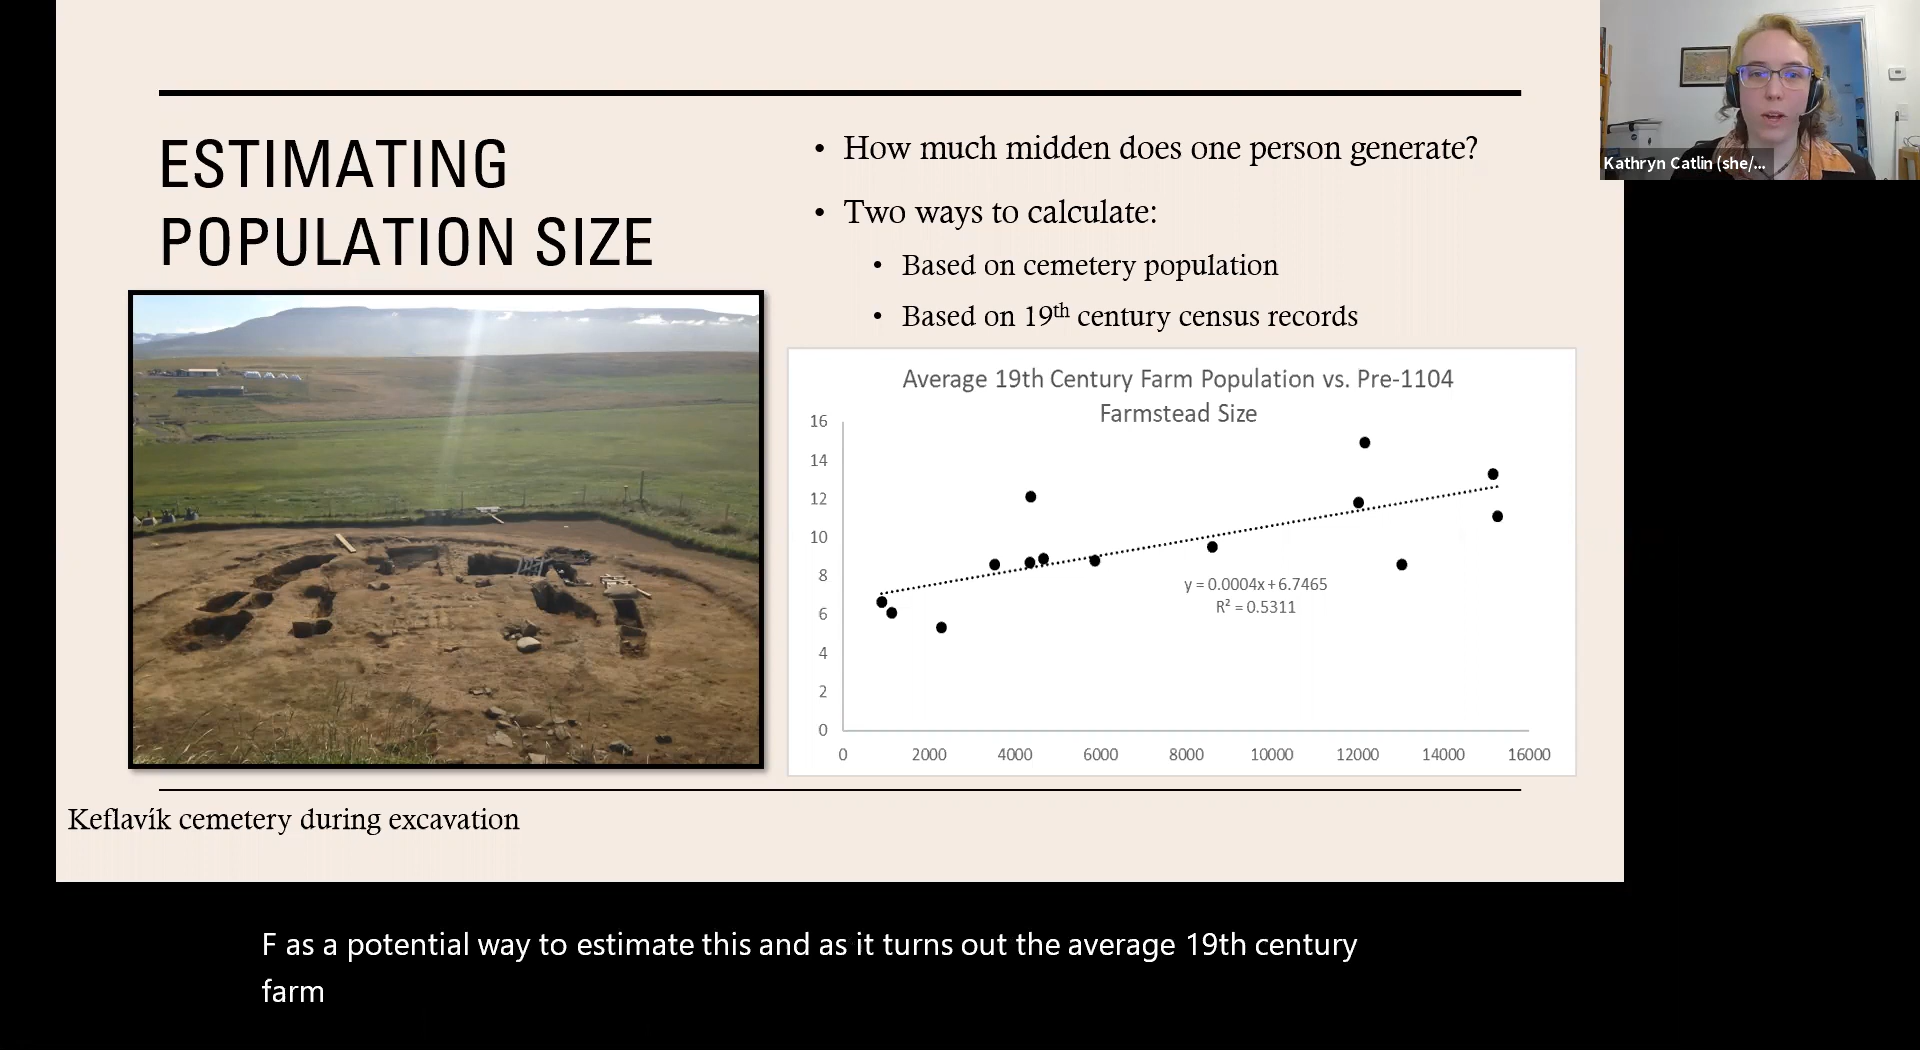 ESTIMATING
POPULATION SIZE
• How much midden does one person generate?
• Two ways to calculate:
• Based on cemetery population
• Based on 19th century census records
Average 19th Century Farm Population vs. Pre-1104
Farmstead Size
16
14
12
10
8
6
4
2
0
y = 0.0004x + 6.7465
R² = 0.5311
0 2000 4000 6000 8000 10000 12000 14000 16000
Keflavík cemetery during excavation
Kathryn Catlin (she/...
F as a potential way to estimate this and as it turns out the average 19th century
farm